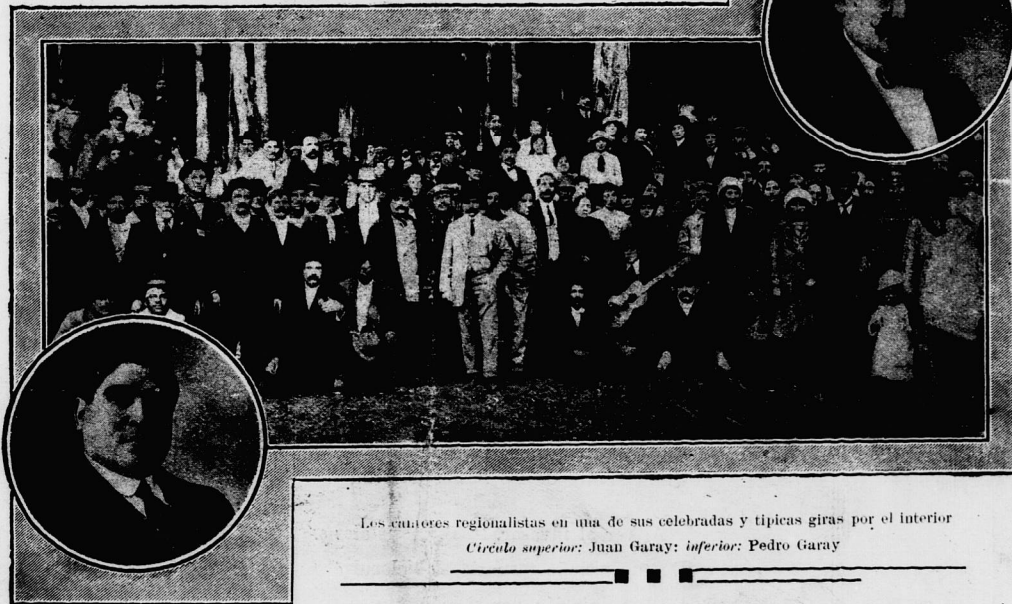 Los cantores regionalistas en una de sus celebradas y típicas giras por el interior
Círculo superior: Juan Garay: inferior: Pedro Garay